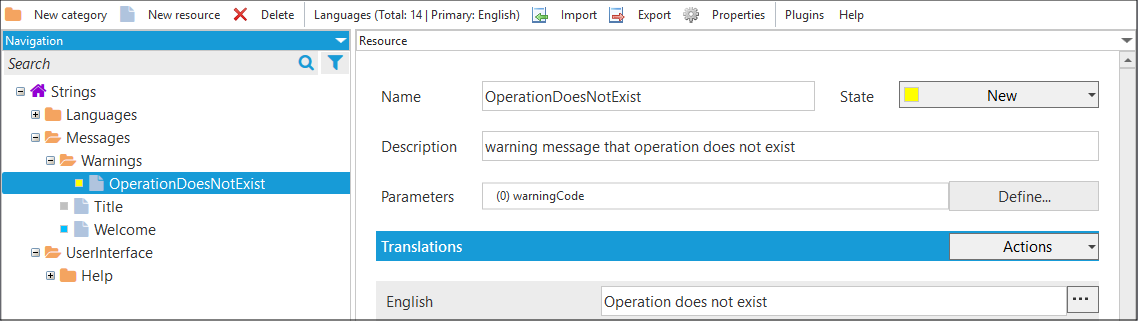 New category New resource Delete Languages (Total: 14 | Primary: English) Import Export Properties Plugins Help
Navigation
Search
Strings
Languages
Messages
Warnings
OperationDoesNotExist
Title
Welcome
UserInterface
Help
Resource
Name OperationDoesNotExist State New
Description warning message that operation does not exist
Parameters (0) warningCode Define...
Translations Actions
English Operation does not exist ...